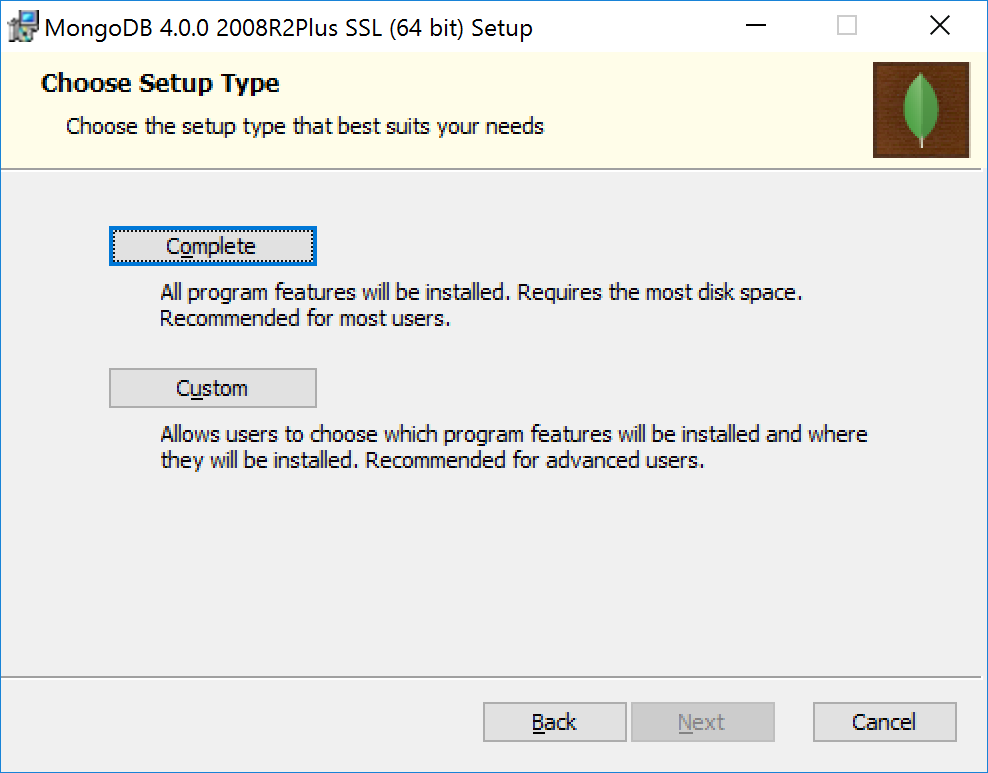 MongoDB 4.0.0 2008R2Plus SSL (64 bit) Setup
Choose Setup Type
Choose the setup type that best suits your needs
Complete
All program features will be installed. Requires the most disk space.
Recommended for most users.
Custom
Allows users to choose which program features will be installed and where
they will be installed. Recommended for advanced users.
Back
Next
Cancel